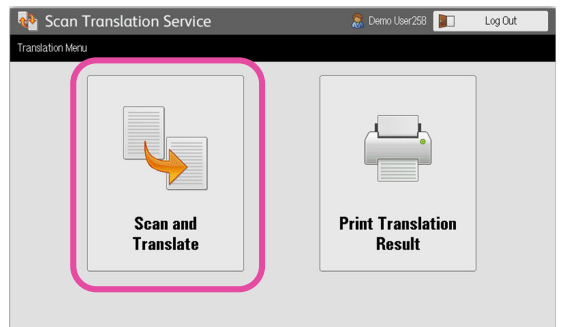 Scan Translation Service
Demo User258
Log Out
Translation Menu
Scan and
Translate
Print Translation
Result